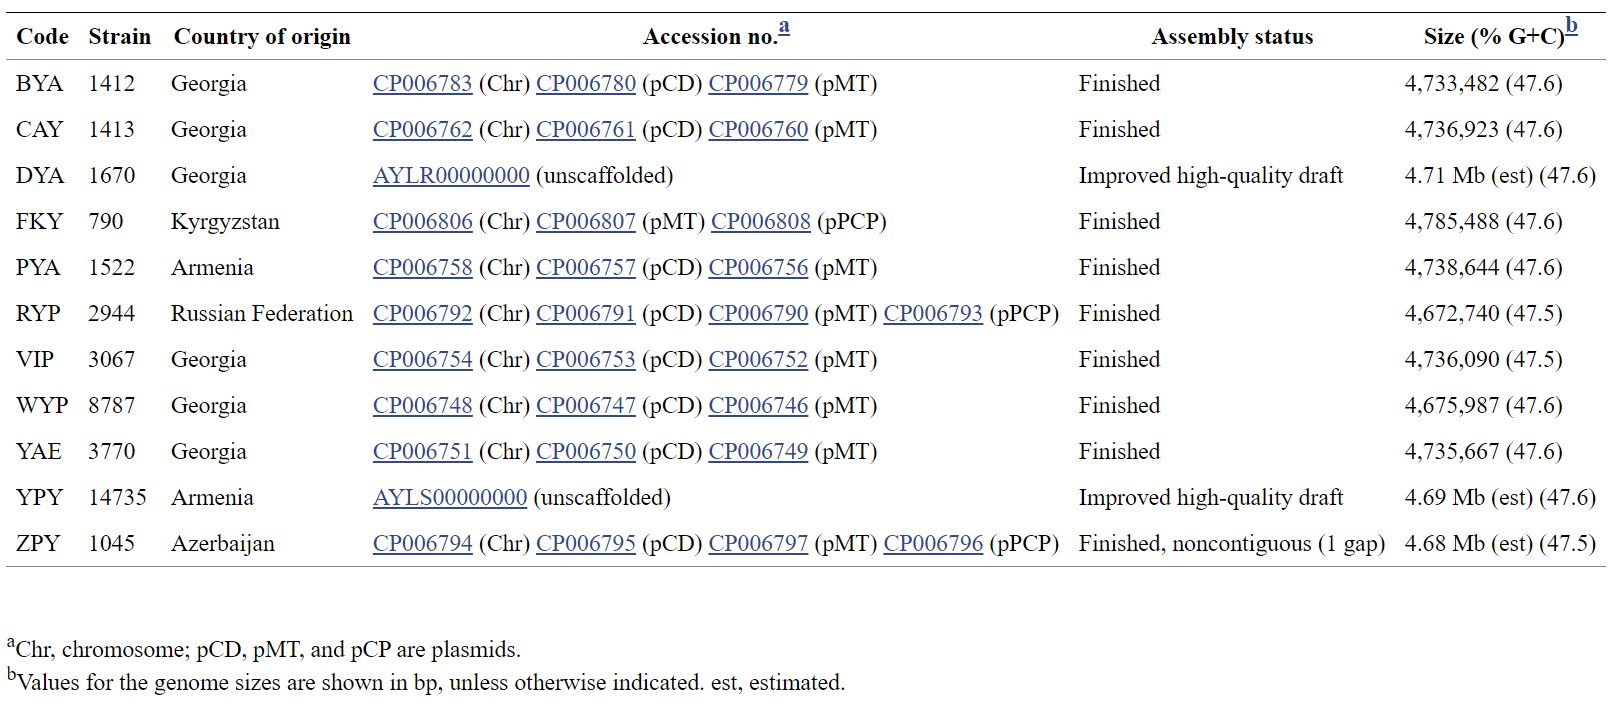 Code Strain Country of origin Accession no.a Assembly status Size (% G+C)b
BYA 1412 Georgia CP006783 (Chr) CP006780 (pCD) CP006779 (pMT) Finished 4,733,482 (47.6)
CAY 1413 Georgia CP006762 (Chr) CP006761 (pCD) CP006760 (pMT) Finished 4,736,923 (47.6)
DYA 1670 Georgia AYLR00000000 (unscaffolded) Improved high-quality draft 4.71 Mb (est) (47.6)
FKY 790 Kyrgyzstan CP006806 (Chr) CP006807 (pMT) CP006808 (pPCP) Finished 4,785,488 (47.6)
PYA 1522 Armenia CP006758 (Chr) CP006757 (pCD) CP006756 (pMT) Finished 4,738,644 (47.6)
RYP 2944 Russian Federation CP006792 (Chr) CP006791 (pCD) CP006790 (pMT) CP006793 (pPCP) Finished 4,672,740 (47.5)
VIP 3067 Georgia CP006754 (Chr) CP006753 (pCD) CP006752 (pMT) Finished 4,736,090 (47.5)
WYP 8787 Georgia CP006748 (Chr) CP006747 (pCD) CP006746 (pMT) Finished 4,675,987 (47.6)
YAE 3770 Georgia CP006751 (Chr) CP006750 (pCD) CP006749 (pMT) Finished 4,735,667 (47.6)
YPY 14735 Armenia AYLS00000000 (unscaffolded) Improved high-quality draft 4.69 Mb (est) (47.6)
ZPY 1045 Azerbaijan CP006794 (Chr) CP006795 (pCD) CP006797 (pMT) CP006796 (pPCP) Finished, noncontiguous (1 gap) 4.68 Mb (est) (47.5)
aChr, chromosome; pCD, pMT, and pCP are plasmids.
bValues for the genome sizes are shown in bp, unless otherwise indicated. est, estimated.